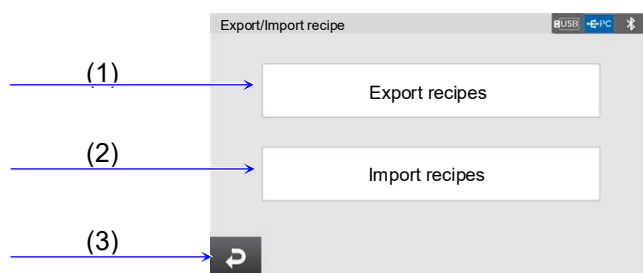 Export/Import recipe
USB
PC
(1)
Export recipes
(2)
Import recipes
(3)